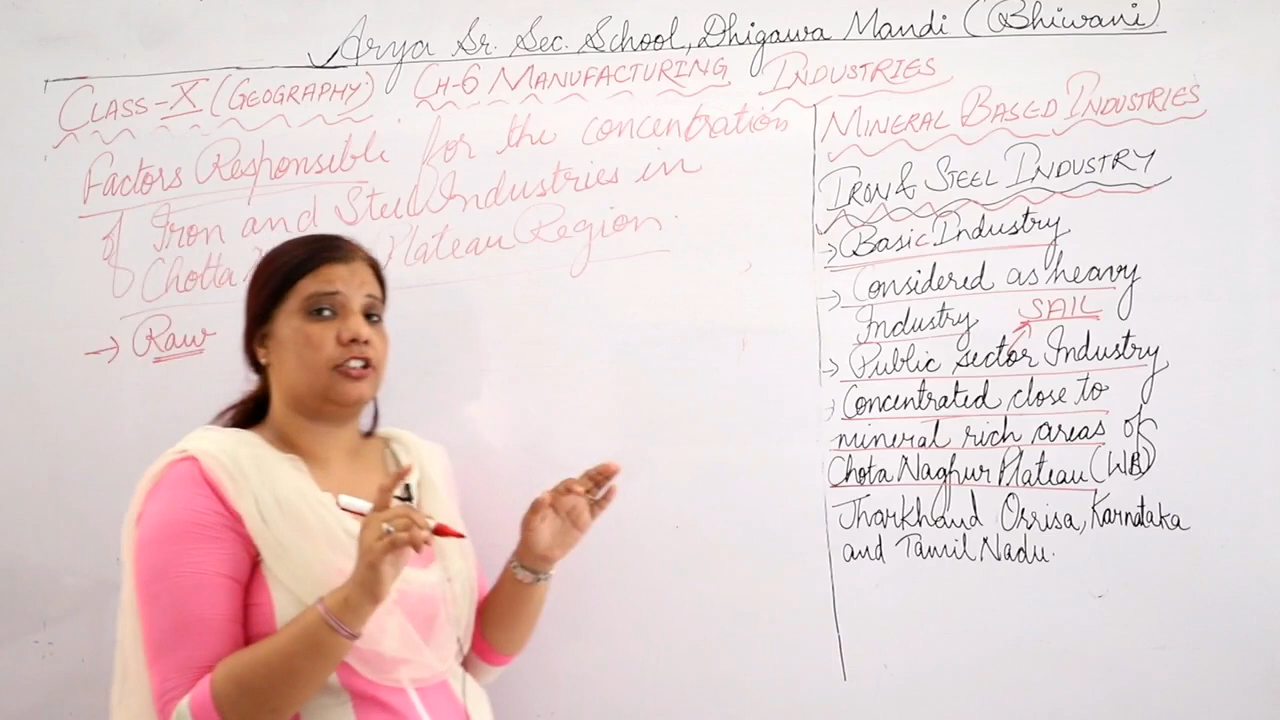 Arya Sr. Sec. School, Dhigawa Mandi (Bhiwani)
CLASS-X (GEOGRAPHY) CH-6 MANUFACTURING INDUSTRIES
Factors Responsible for the concentration
of Iron and Steel Industries in
Chotta Plateau Region
→ Raw
MINERAL BASED INDUSTRIES
IRON & STEEL INDUSTRY
→ Basic Industry
→ Considered as heavy
Industry SAIL
→ Public sector Industry
Concentrated close to
mineral rich areas of
Chota Nagpur Plateau (WB)
Jharkhand Orrisa, Karnataka
and Tamil Nadu.